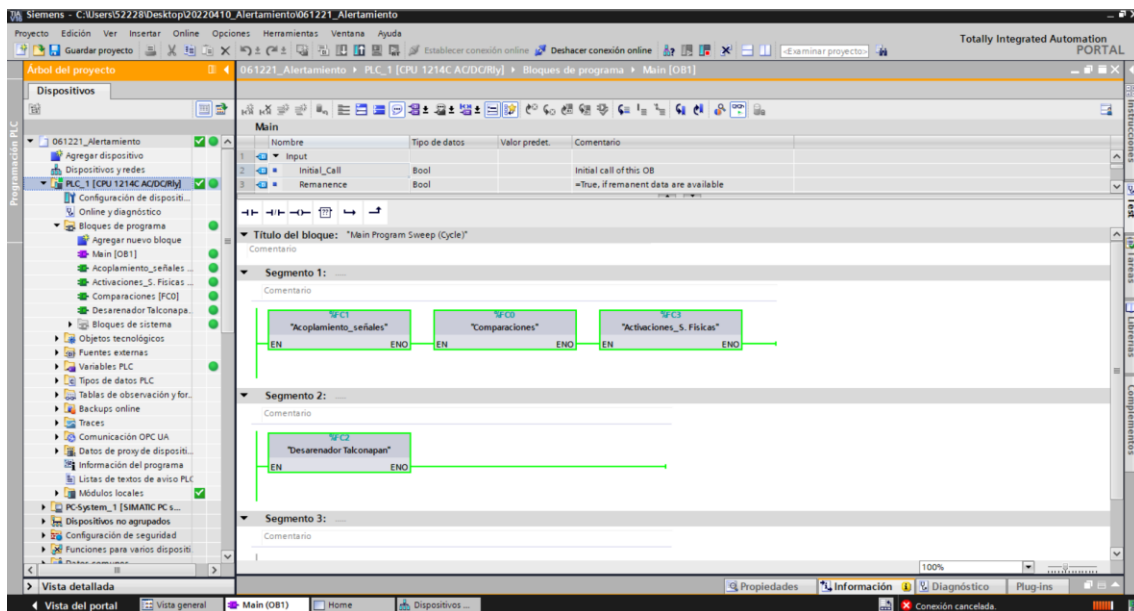 Siemens - C:\Users\52228\Desktop\20220410_Alertamiento\061221_Alertamiento
Proyecto Edición Ver Insertar Online Opciones Herramientas Ventana Ayuda
Guardar proyecto Establecer conexión online Deshacer conexión online <Examinar proyecto>
Totally Integrated Automation
PORTAL
Árbol del proyecto
061221_Alertamiento PLC_1 [CPU 1214C AC/DC/Rly] Bloques de programa Main [OB1]
Dispositivos
Programación PLC
061221_Alertamiento
Agregar dispositivo
Dispositivos y redes
PLC_1 [CPU 1214C AC/DC/Rly]
Configuración de dispositi...
Online y diagnóstico
Bloques de programa
Agregar nuevo bloque
Main [OB1]
Acoplamiento_señales ...
Activaciones_S. Fisicas ...
Comparaciones [FC0]
Desarenador Talconapa..
Bloques de sistema
Objetos tecnológicos
Fuentes externas
Variables PLC
Tipos de datos PLC
Tablas de observación y for..
Backups online
Traces
Comunicación OPC UA
Datos de proxy de dispositi...
Información del programa
Listas de textos de aviso PLC
Módulos locales
PC-System_1 [SIMATIC PC s...
Dispositivos no agrupados
Configuración de seguridad
Funciones para varios dispositi.
Datos comunes
Vista detallada
Main
Nombre Tipo de datos Valor predet. Comentario
1 Input
2 Initial_Call Bool Initial call of this OB
3 Remanence Bool =True, if remanent data are available
Título del bloque: "Main Program Sweep (Cycle)"
Comentario
Segmento 1:
Comentario
%FC1 %FC0 %FC3
"Acoplamiento_señales" "Comparaciones" "Activaciones_S. Fisicas"
EN ENO EN ENO EN ENO
Segmento 2:
Comentario
%FC2
"Desarenador Talconapan"
EN ENO
Segmento 3:
Comentario
100%
Propiedades Información Diagnóstico Plug-ins
Instrucciones
Test
Tareas
Librerías
Complementos
Vista del portal Vista general Main (OB1) Home Dispositivos ... Conexión cancelada.